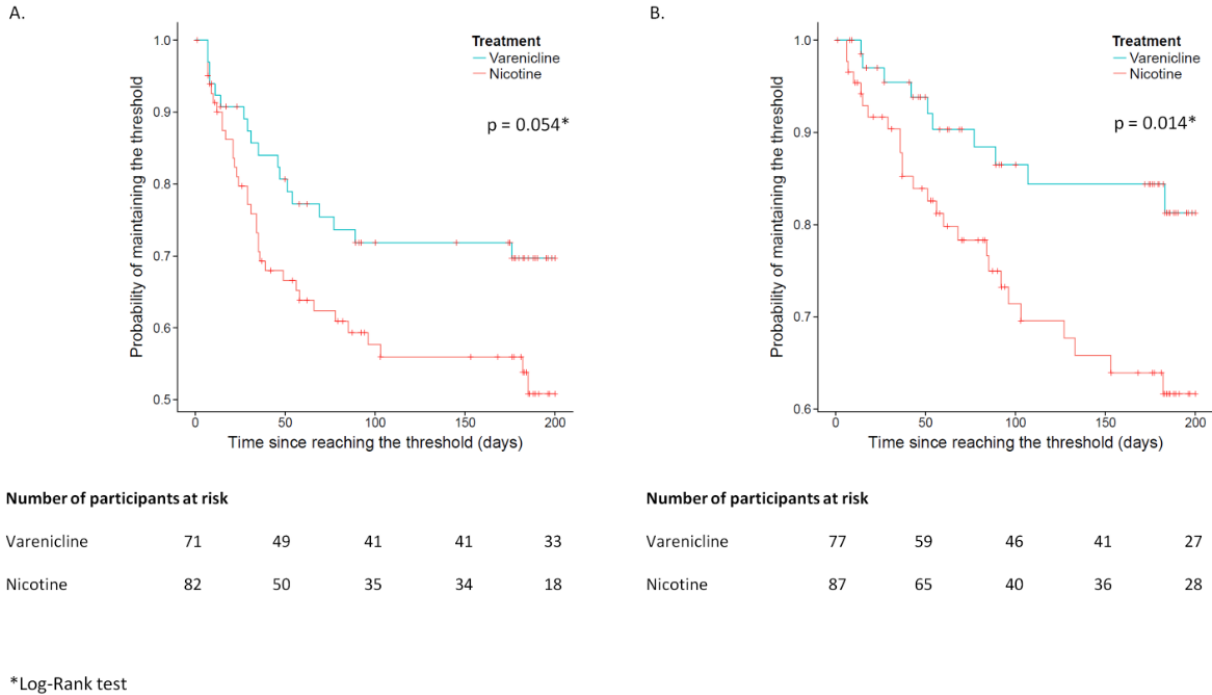 A.
Treatment
Varenicline
Nicotine
p = 0.054*
Probability of maintaining the threshold
1.0
0.9
0.8
0.7
0.6
0.5
0 50 100 150 200
Time since reaching the threshold (days)
Number of participants at risk
Varenicline 71 49 41 41 33
Nicotine 82 50 35 34 18
B.
Treatment
Varenicline
Nicotine
p = 0.014*
Probability of maintaining the threshold
1.0
0.9
0.8
0.7
0.6
0 50 100 150 200
Time since reaching the threshold (days)
Number of participants at risk
Varenicline 77 59 46 41 27
Nicotine 87 65 40 36 28
*Log-Rank test